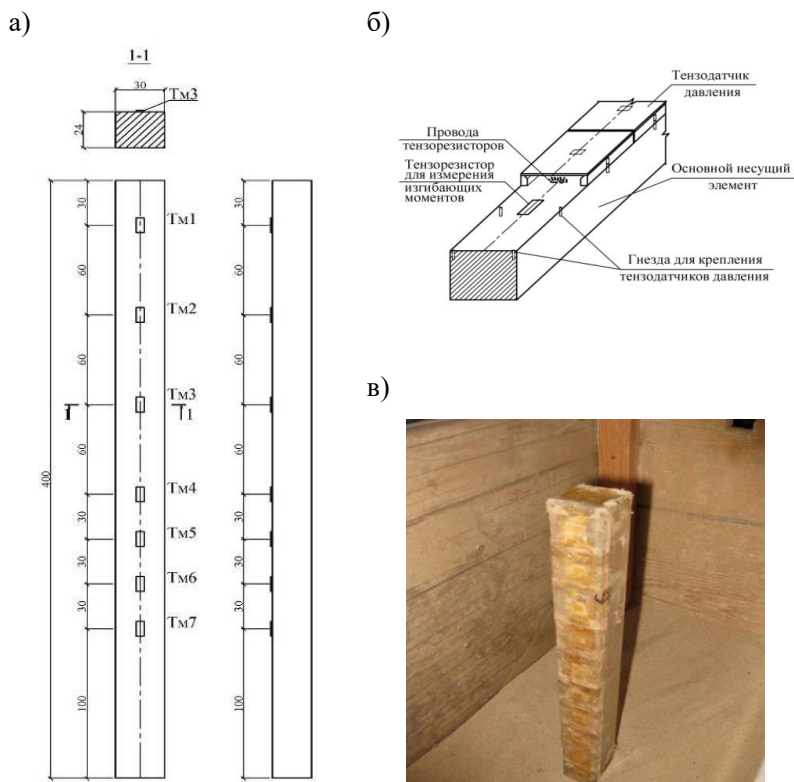 а)
1-1
30
Тм3
24
30
Тм1
60
Тм2
60
Тм3
1
1
60
Тм4
30
Тм5
30
Тм6
30
Тм7
100
400
30
60
60
60
30
30
30
100
б)
Тензодатчик
давления
Провода
тензорезисторов
Тензорезистор
для измерения
изгибающих
моментов
Основной несущий
элемент
Гнезда для крепления
тензодатчиков давления
в)